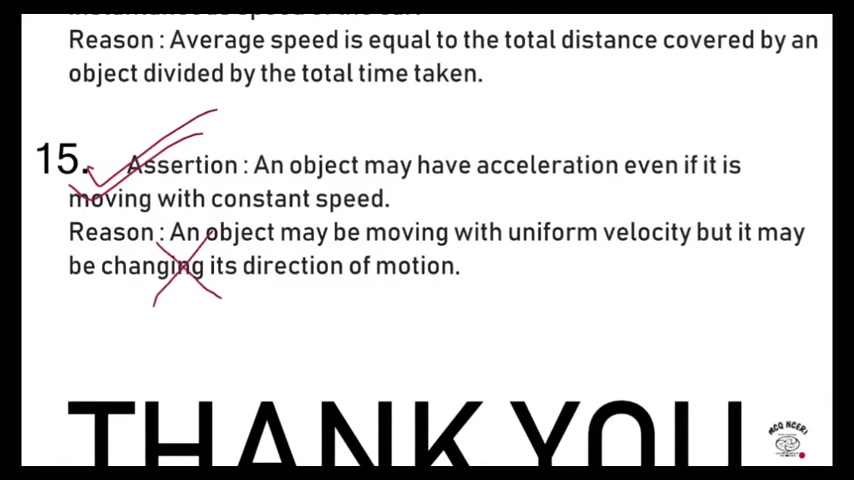 Reason : Average speed is equal to the total distance covered by an
object divided by the total time taken.
15. Assertion : An object may have acceleration even if it is
moving with constant speed.
Reason : An object may be moving with uniform velocity but it may
be changing its direction of motion.
THANK YOU
MCQ NCERT